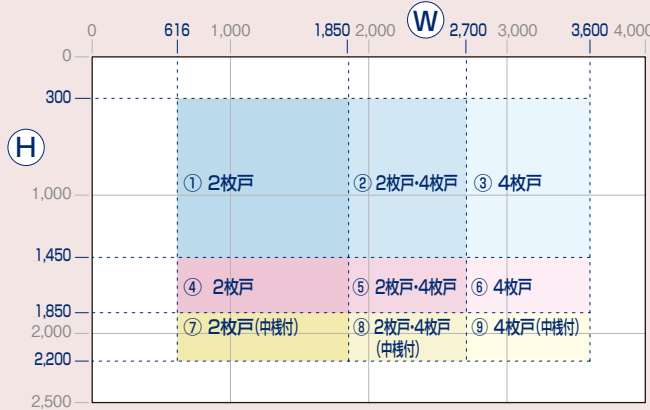 W
0 616 1,000 1,850 2,000 2,700 3,000 3,600 4,000
0
300
H
① 2枚戸 ② 2枚戸・4枚戸 ③ 4枚戸
1,000
1,450
④ 2枚戸 ⑤ 2枚戸・4枚戸 ⑥ 4枚戸
1,850
⑦ 2枚戸(中桟付) ⑧ 2枚戸・4枚戸 ⑨ 4枚戸(中桟付)
2,000
(中桟付)
2,200
2,500